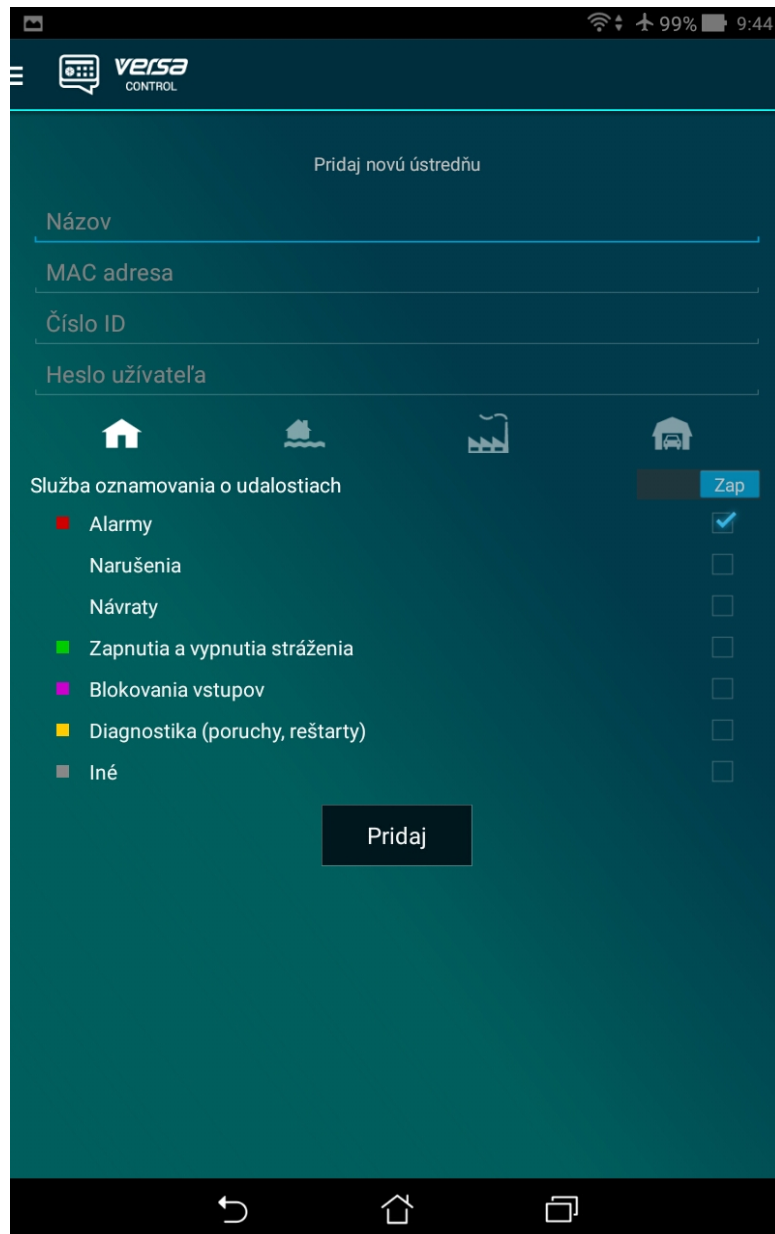 99% 9:44
versa
CONTROL
Pridaj novú ústredňu
Názov
MAC adresa
Číslo ID
Heslo užívateľa
Služba oznamovania o udalostiach Zap
Alarmy
Narušenia
Návraty
Zapnutia a vypnutia stráženia
Blokovania vstupov
Diagnostika (poruchy, reštarty)
Iné
Pridaj